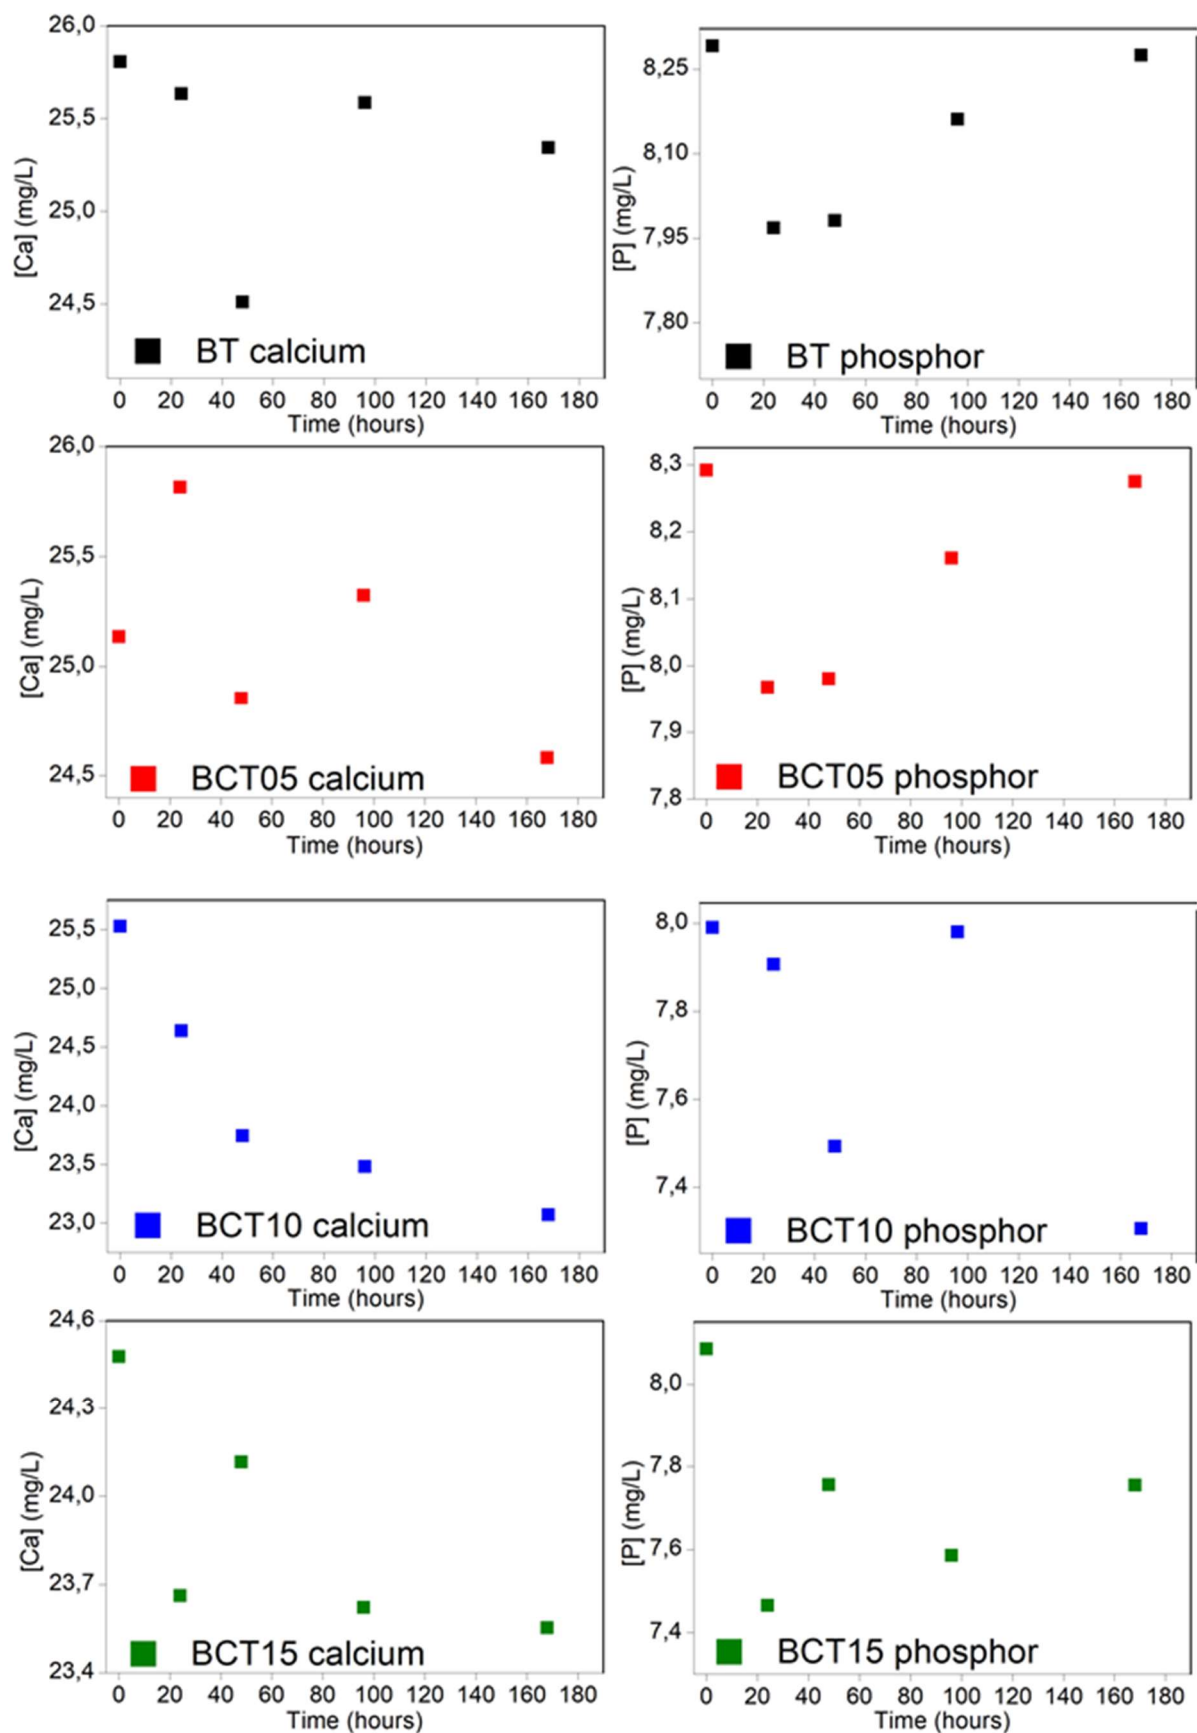 26,0
25,5
25,0
24,5
[Ca] (mg/L)
BT calcium
0 20 40 60 80 100 120 140 160 180
Time (hours)
8,25
8,10
7,95
7,80
[P] (mg/L)
BT phosphor
0 20 40 60 80 100 120 140 160 180
Time (hours)
26,0
25,5
25,0
24,5
[Ca] (mg/L)
BCT05 calcium
0 20 40 60 80 100 120 140 160 180
Time (hours)
8,3
8,2
8,1
8,0
7,9
7,8
[P] (mg/L)
BCT05 phosphor
0 20 40 60 80 100 120 140 160 180
Time (hours)
25,5
25,0
24,5
24,0
23,5
23,0
[Ca] (mg/L)
BCT10 calcium
0 20 40 60 80 100 120 140 160 180
Time (hours)
8,0
7,8
7,6
7,4
[P] (mg/L)
BCT10 phosphor
0 20 40 60 80 100 120 140 160 180
Time (hours)
24,6
24,3
24,0
23,7
23,4
[Ca] (mg/L)
BCT15 calcium
0 20 40 60 80 100 120 140 160 180
Time (hours)
8,0
7,8
7,6
7,4
[P] (mg/L)
BCT15 phosphor
0 20 40 60 80 100 120 140 160 180
Time (hours)